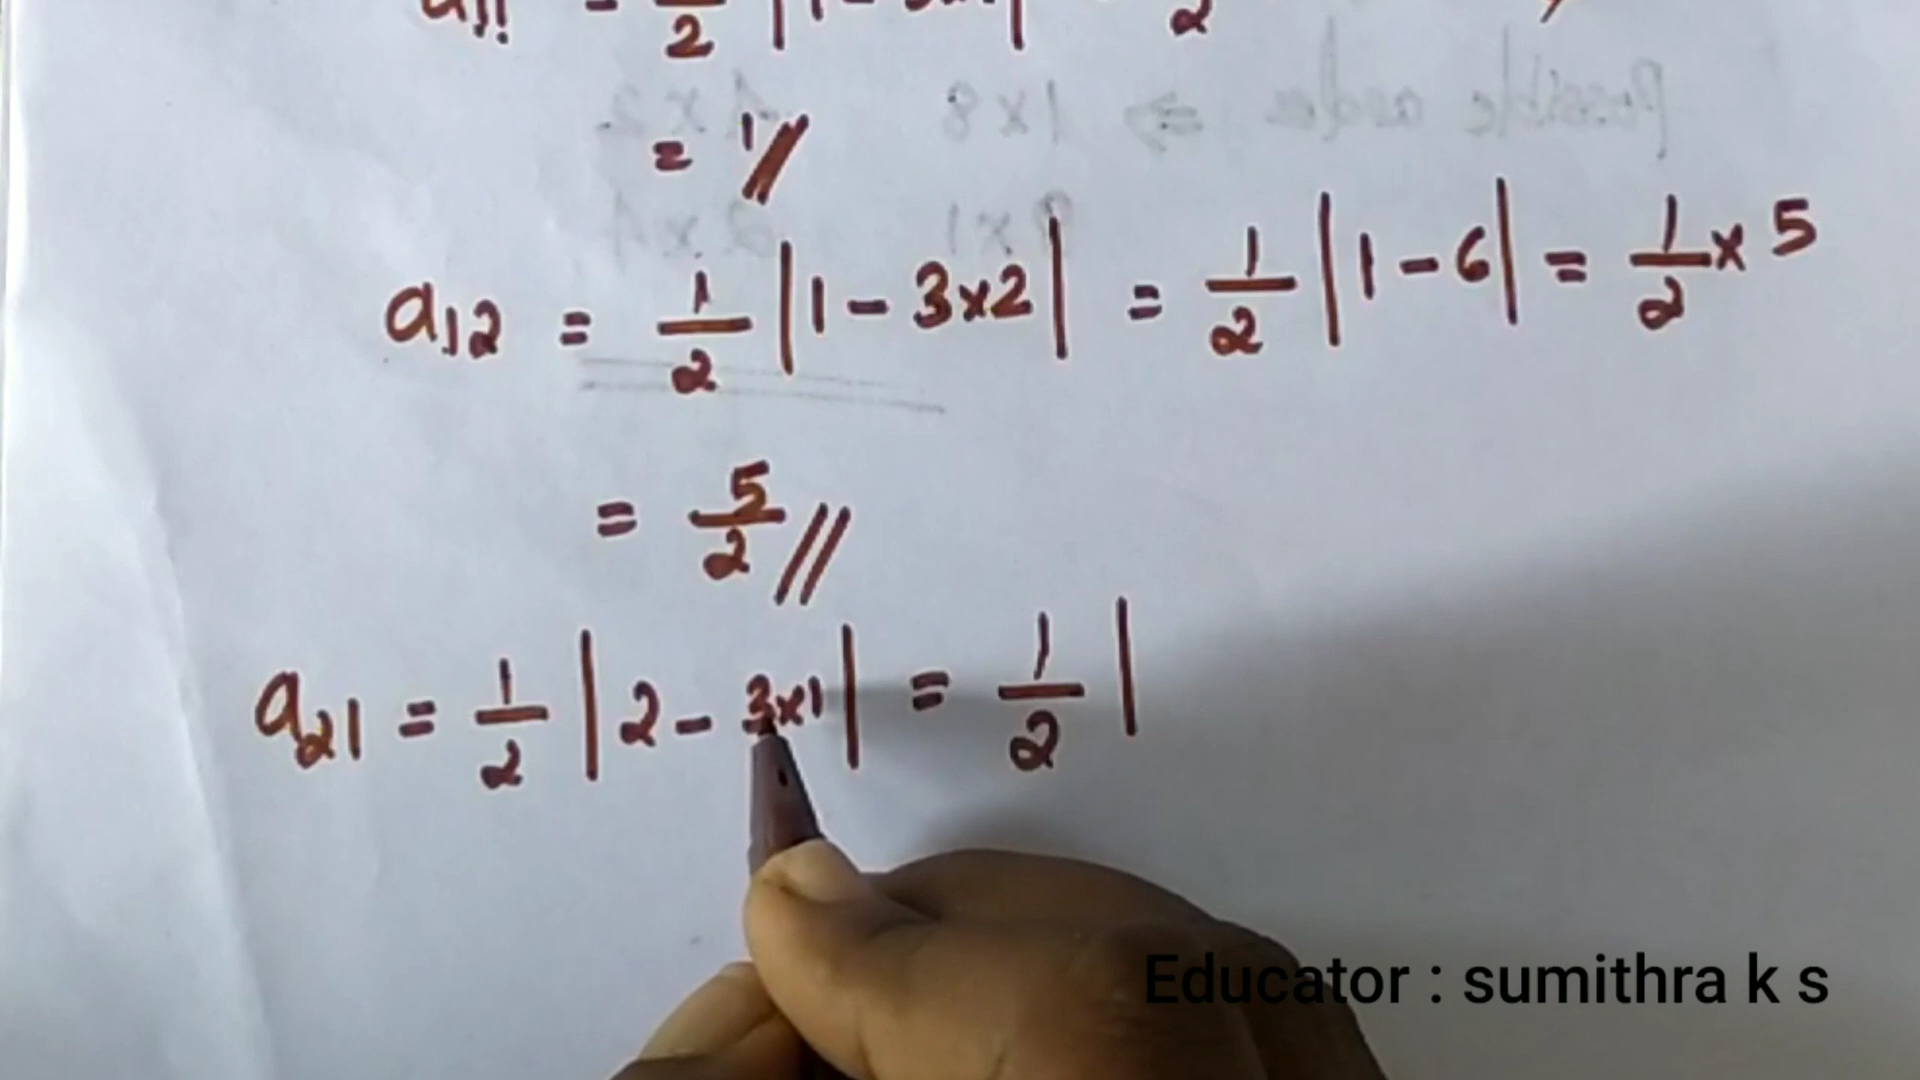 = 1//
a12 = 1/2 |1 - 3x2| = 1/2 |1 - 6| = 1/2 x 5
= 5/2 //
a21 = 1/2 |2 - 3x1| = 1/2 |
Educator : sumithra k s